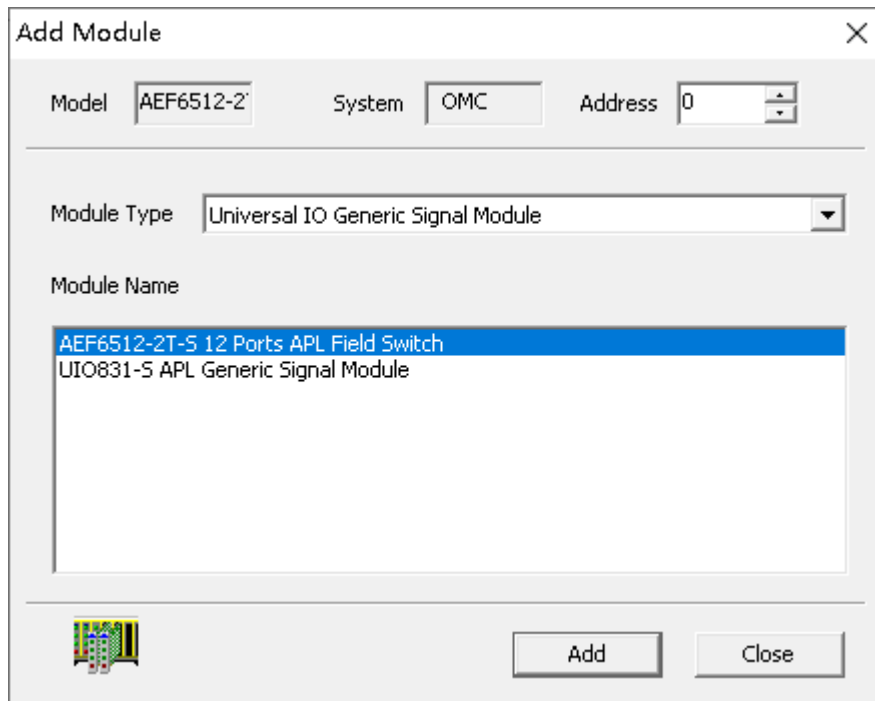 Add Module
Model AEF6512-2 System OMC Address 0
Module Type Universal IO Generic Signal Module
Module Name
AEF6512-2T-S 12 Ports APL Field Switch
UIO831-S APL Generic Signal Module
Add Close